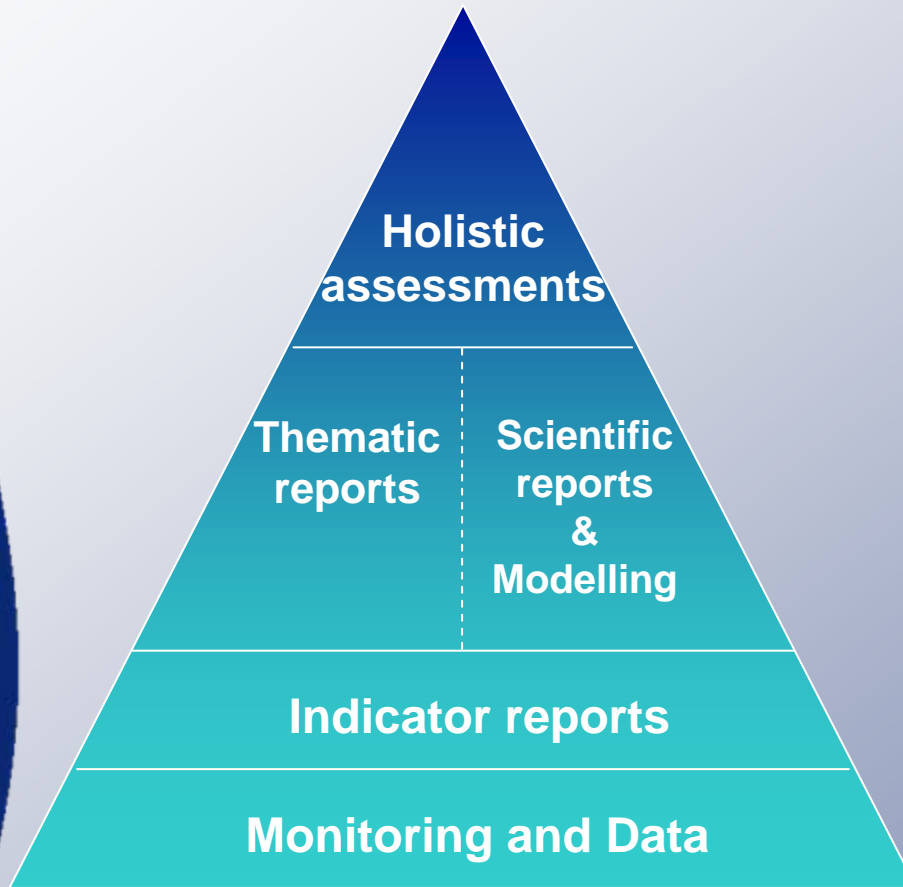 Holistic
assessments
Thematic
reports
Scientific
reports
&
Modelling
Indicator reports
Monitoring and Data